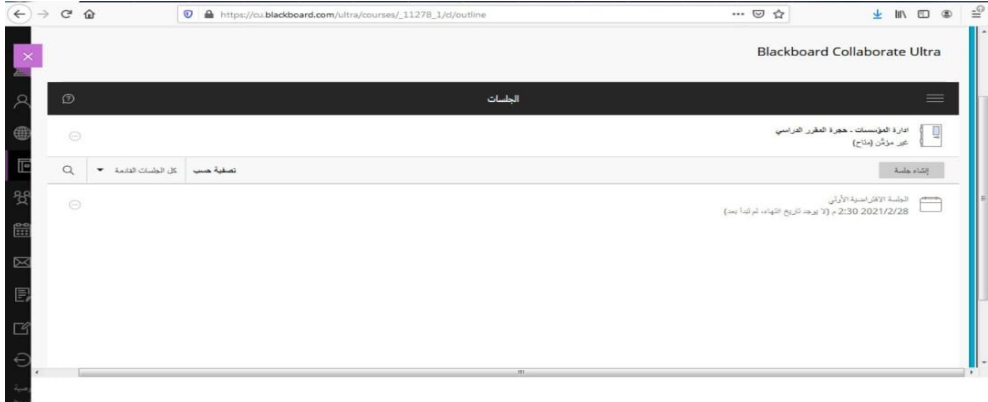 https://cu.blackboard.com/ultra/courses/_11278_1/cl/outline
Blackboard Collaborate Ultra
الجلسات
ادارة المؤسسات - حجرة المقرر الدراسي
غير مؤمَّن (متاح)
إنشاء جلسة
تصفية حسب
كل الجلسات القادمة
الجلسة الافتراضية الأولى
2021/2/28 2:30 م (لا يوجد تاريخ انتهاء، لم تبدأ بعد)